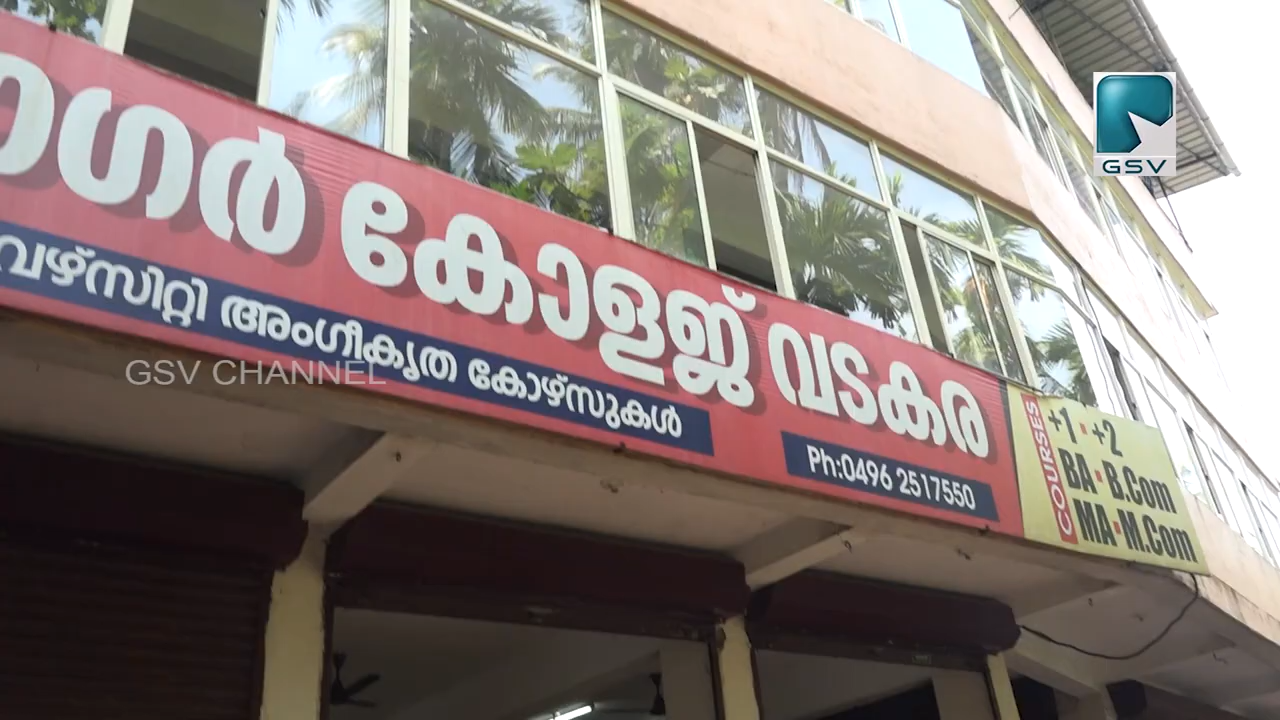 ഗർ കോളജ് വടകര
വഴ്സിറ്റി അംഗീകൃത കോഴ്സുകൾ
Ph:0496 2517550
COURSES
+1 ▪ +2
BA ▪ B.Com
MA ▪ M.Com
GSV
GSV CHANNEL